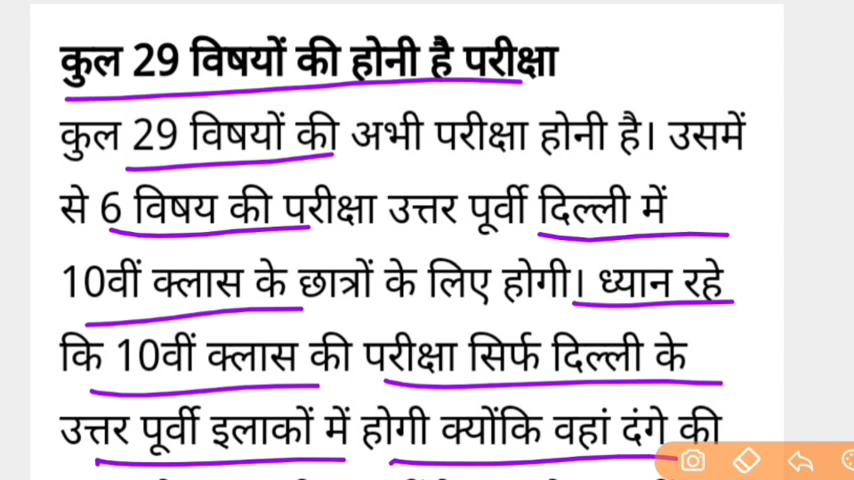 कुल 29 विषयों की होनी है परीक्षा
कुल 29 विषयों की अभी परीक्षा होनी है। उसमें
से 6 विषय की परीक्षा उत्तर पूर्वी दिल्ली में
10वीं क्लास के छात्रों के लिए होगी। ध्यान रहे
कि 10वीं क्लास की परीक्षा सिर्फ दिल्ली के
उत्तर पूर्वी इलाकों में होगी क्योंकि वहां दंगे की